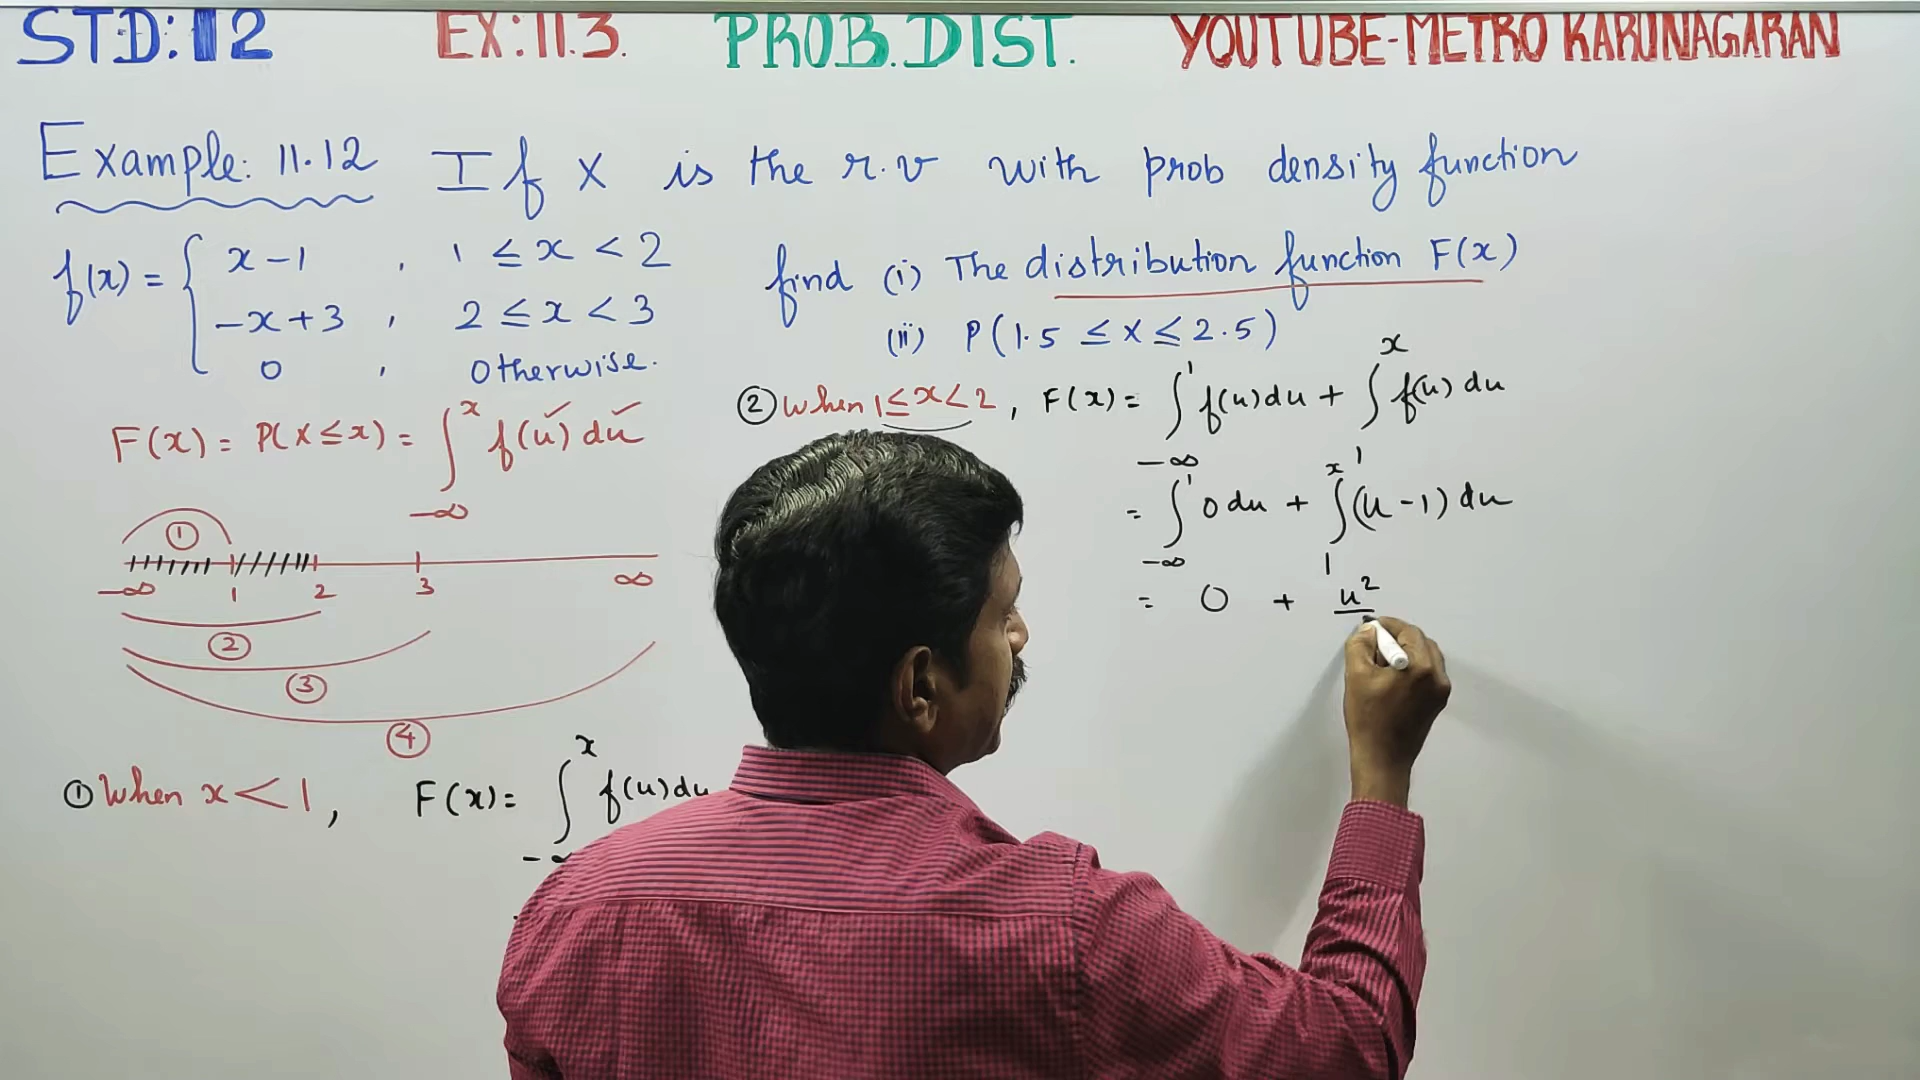 STD: 12 EX: 11.3. PROB. DIST. YOUTUBE-METRO KARUNAGARAN
Example: 11.12 If X is the r.v with prob density function
f(x) = { x-1 , 1 ≤ x < 2
-x+3 , 2 ≤ x < 3
0 , otherwise.
find (i) The distribution function F(x)
(ii) P(1.5 ≤ X ≤ 2.5)
F(x) = P(X ≤ x) = ∫_{-∞}^{x} f(u) du
①
-∞ 1 2 3 ∞
②
③
④
① When x < 1, F(x) = ∫_{-∞}^{x} f(u) du
② When 1 ≤ x < 2, F(x) = ∫_{-∞}^{1} f(u) du + ∫_{1}^{x} f(u) du
= ∫_{-∞}^{1} 0 du + ∫_{1}^{x} (u-1) du
= 0 + u²